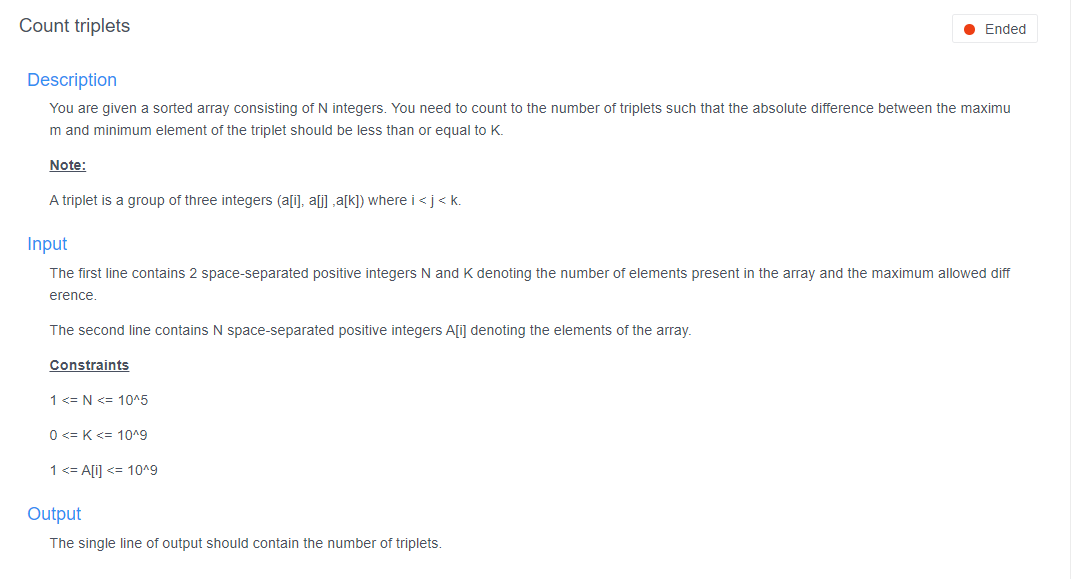 Count triplets
Ended
Description
You are given a sorted array consisting of N integers. You need to count to the number of triplets such that the absolute difference between the maximu
m and minimum element of the triplet should be less than or equal to K.
Note:
A triplet is a group of three integers (a[i], a[j] ,a[k]) where i < j < k.
Input
The first line contains 2 space-separated positive integers N and K denoting the number of elements present in the array and the maximum allowed diff
erence.
The second line contains N space-separated positive integers A[i] denoting the elements of the array.
Constraints
1 <= N <= 10^5
0 <= K <= 10^9
1 <= A[i] <= 10^9
Output
The single line of output should contain the number of triplets.